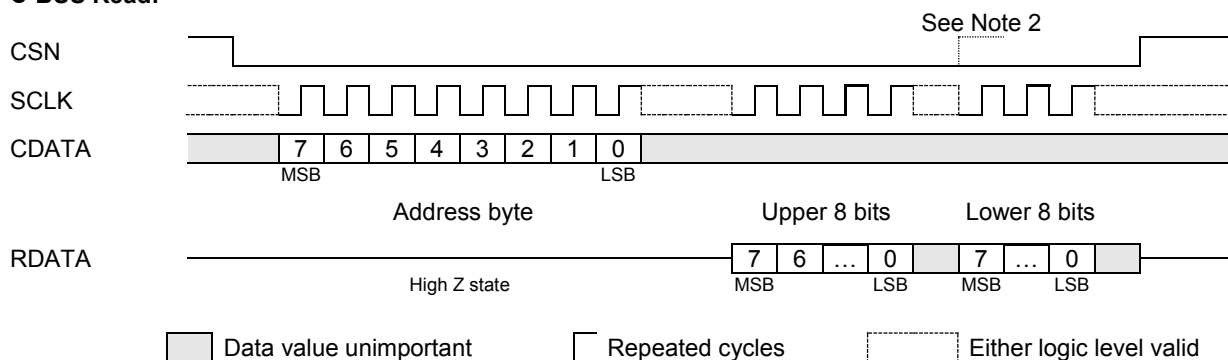 C-BUS Read:
See Note 2
CSN
SCLK
CDATA
7 6 5 4 3 2 1 0
MSB LSB
Address byte Upper 8 bits Lower 8 bits
RDATA
7 6 … 0 7 … 0
High Z state MSB LSB MSB LSB
Data value unimportant Repeated cycles Either logic level valid